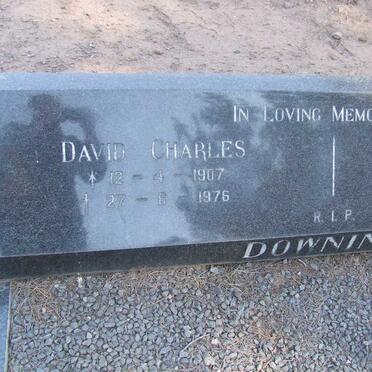 IN LOVING MEMO
DAVID CHARLES
* 12 - 4 - 1907
† 27 - 6 - 1976
R.I.P.
DOWNIN